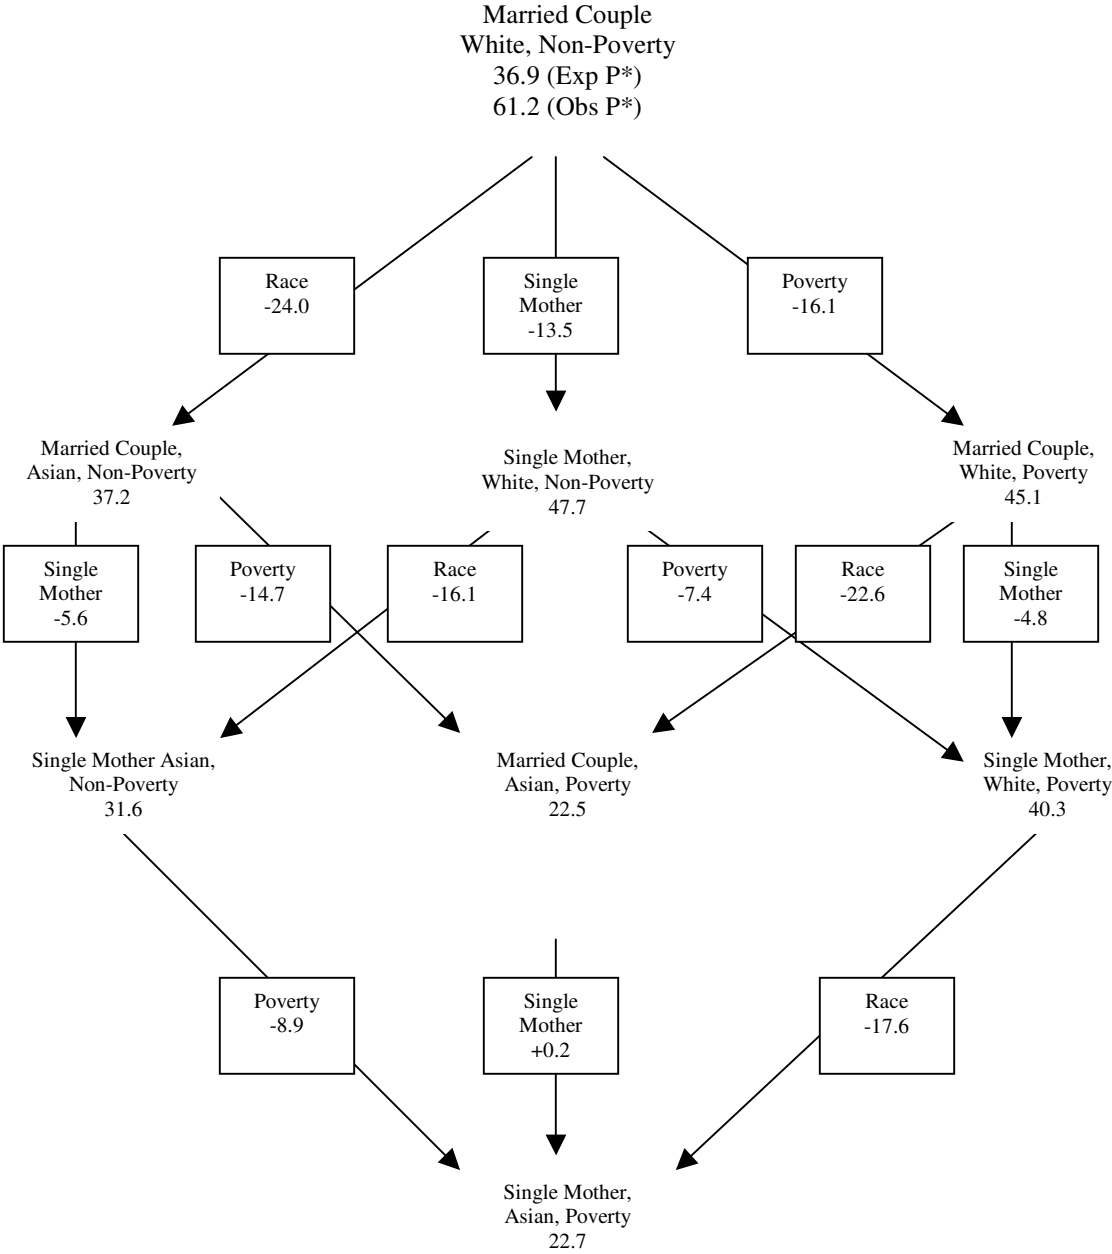 Married Couple
White, Non-Poverty
36.9 (Exp P*)
61.2 (Obs P*)
Race
-24.0
Single
Mother
-13.5
Poverty
-16.1
Married Couple,
Asian, Non-Poverty
37.2
Single Mother,
White, Non-Poverty
47.7
Married Couple,
White, Poverty
45.1
Single
Mother
-5.6
Poverty
-14.7
Race
-16.1
Poverty
-7.4
Race
-22.6
Single
Mother
-4.8
Single Mother Asian,
Non-Poverty
31.6
Married Couple,
Asian, Poverty
22.5
Single Mother,
White, Poverty
40.3
Poverty
-8.9
Single
Mother
+0.2
Race
-17.6
Single Mother,
Asian, Poverty
22.7